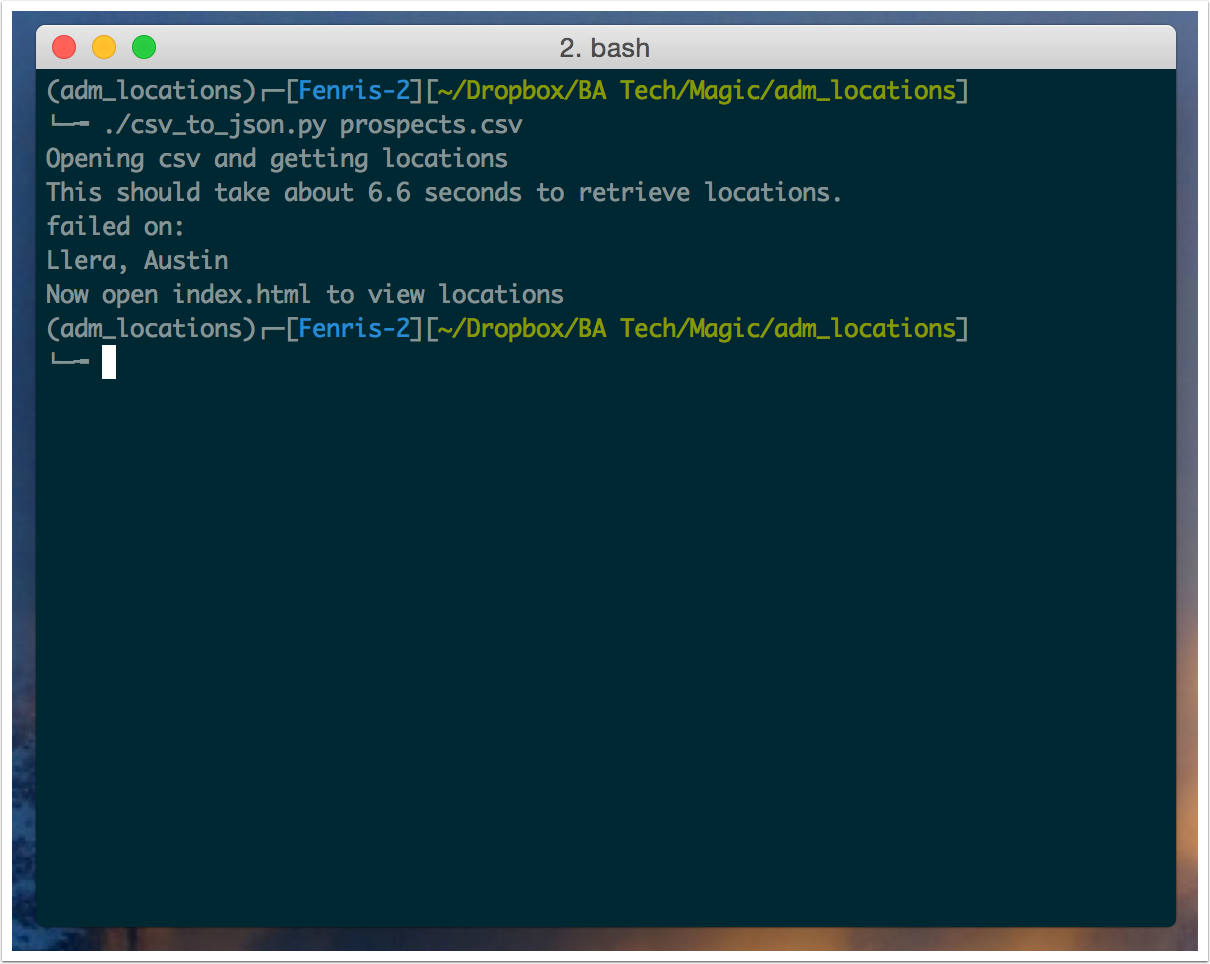 2. bash
(adm_locations)┌─[Fenris-2][~/Dropbox/BA Tech/Magic/adm_locations]
└─╼ ./csv_to_json.py prospects.csv
Opening csv and getting locations
This should take about 6.6 seconds to retrieve locations.
failed on:
Llera, Austin
Now open index.html to view locations
(adm_locations)┌─[Fenris-2][~/Dropbox/BA Tech/Magic/adm_locations]
└─╼